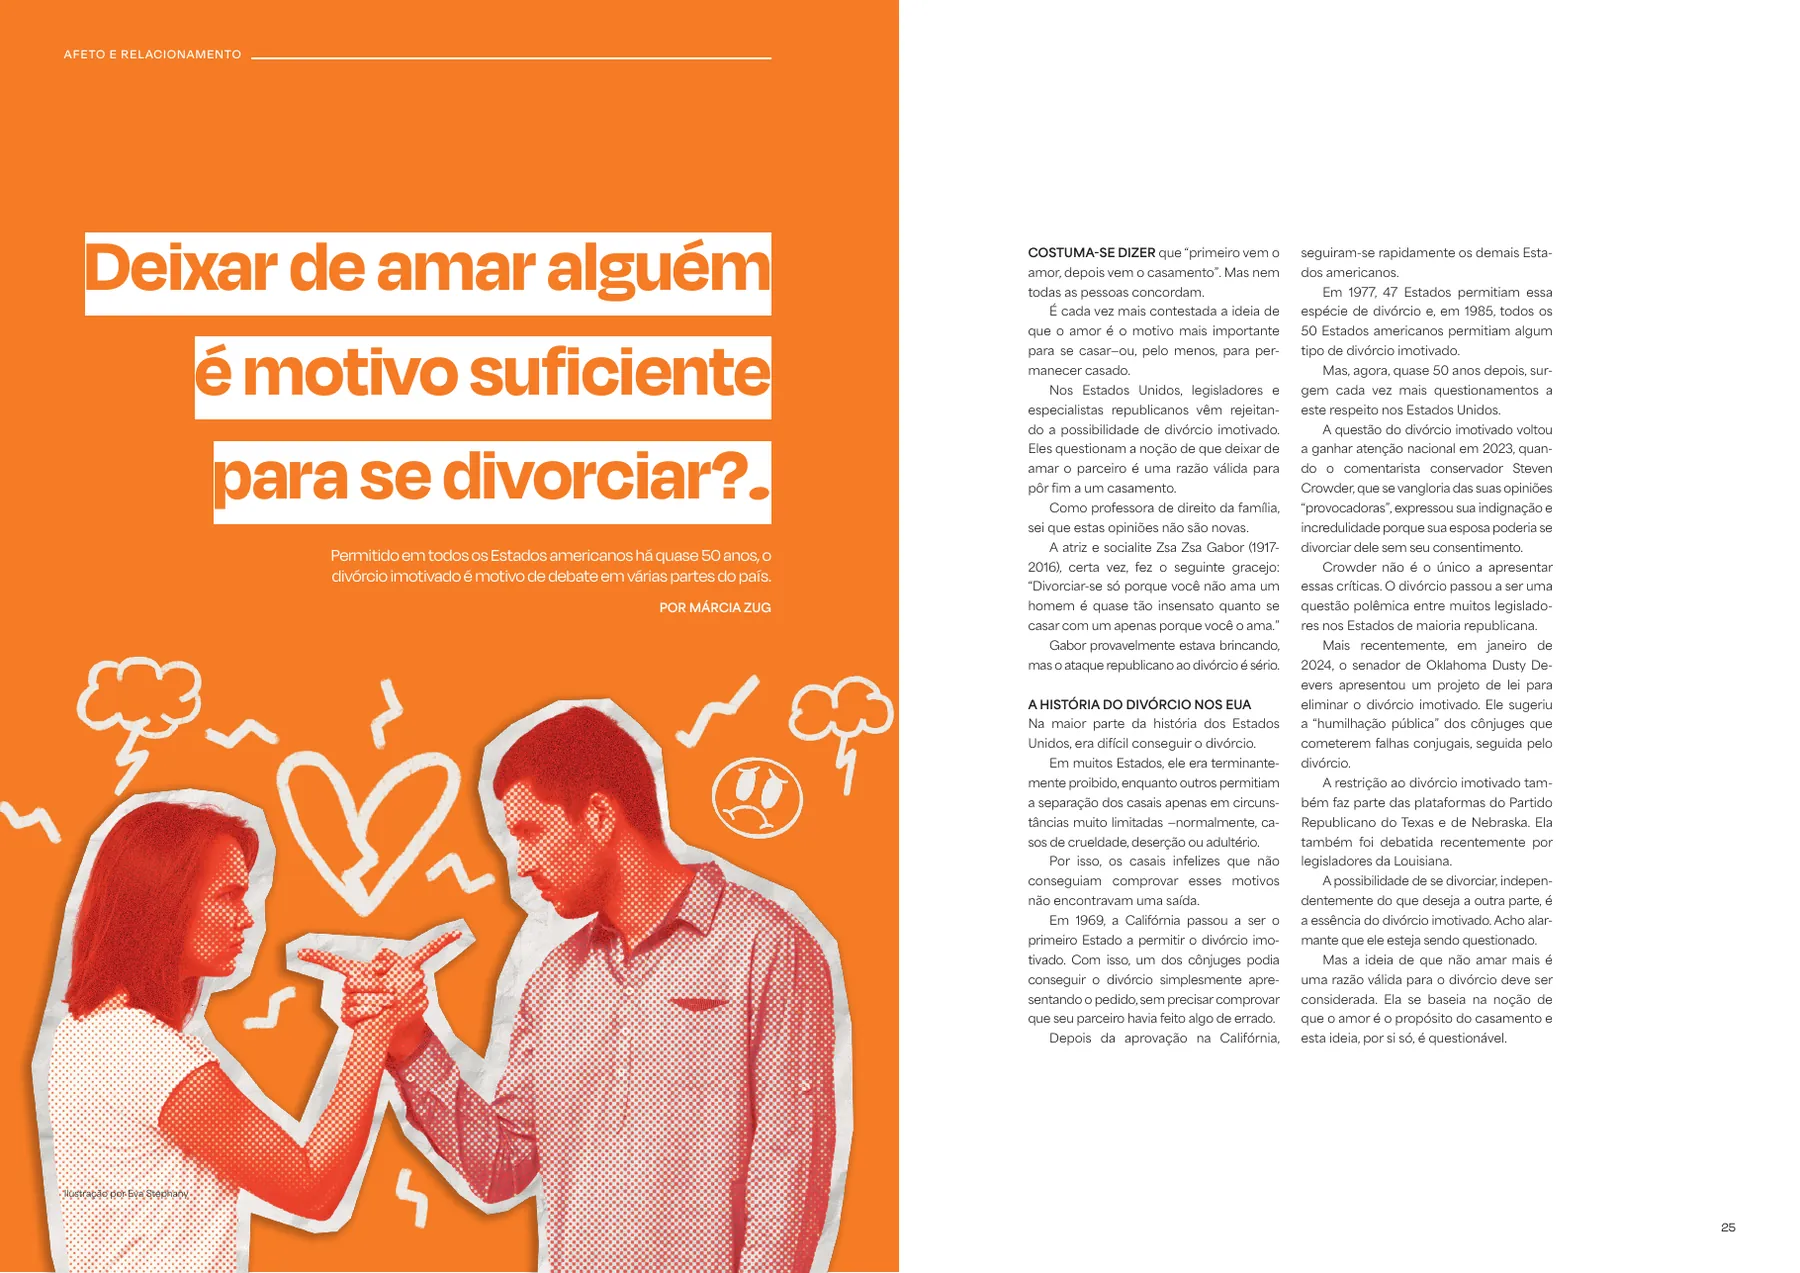 AFETO E RELACIONAMENTO
Deixar de amar alguém
é motivo suficiente
para se divorciar?.
Permitido em todos os Estados americanos há quase 50 anos, o
divórcio imotivado é motivo de debate em várias partes do país.
POR MÁRCIA ZUG
Ilustração por Eva Stephany
COSTUMA-SE DIZER que “primeiro vem o
amor, depois vem o casamento”. Mas nem
todas as pessoas concordam.
É cada vez mais contestada a ideia de
que o amor é o motivo mais importante
para se casar—ou, pelo menos, para per-
manecer casado.
Nos Estados Unidos, legisladores e
especialistas republicanos vêm rejeitan-
do a possibilidade de divórcio imotivado.
Eles questionam a noção de que deixar de
amar o parceiro é uma razão válida para
pôr fim a um casamento.
Como professora de direito da família,
sei que estas opiniões não são novas.
A atriz e socialite Zsa Zsa Gabor (1917-
2016), certa vez, fez o seguinte gracejo:
“Divorciar-se só porque você não ama um
homem é quase tão insensato quanto se
casar com um apenas porque você o ama.”
Gabor provavelmente estava brincando,
mas o ataque republicano ao divórcio é sério.
A HISTÓRIA DO DIVÓRCIO NOS EUA
Na maior parte da história dos Estados
Unidos, era difícil conseguir o divórcio.
Em muitos Estados, ele era terminante-
mente proibido, enquanto outros permitiam
a separação dos casais apenas em circuns-
tâncias muito limitadas —normalmente, ca-
sos de crueldade, deserção ou adultério.
Por isso, os casais infelizes que não
conseguiam comprovar esses motivos
não encontravam uma saída.
Em 1969, a Califórnia passou a ser o
primeiro Estado a permitir o divórcio imo-
tivado. Com isso, um dos cônjuges podia
conseguir o divórcio simplesmente apre-
sentando o pedido, sem precisar comprovar
que seu parceiro havia feito algo de errado.
Depois da aprovação na Califórnia,
seguiram-se rapidamente os demais Esta-
dos americanos.
Em 1977, 47 Estados permitiam essa
espécie de divórcio e, em 1985, todos os
50 Estados americanos permitiam algum
tipo de divórcio imotivado.
Mas, agora, quase 50 anos depois, sur-
gem cada vez mais questionamentos a
este respeito nos Estados Unidos.
A questão do divórcio imotivado voltou
a ganhar atenção nacional em 2023, quan-
do o comentarista conservador Steven
Crowder, que se vangloria das suas opiniões
“provocadoras”, expressou sua indignação e
incredulidade porque sua esposa poderia se
divorciar dele sem seu consentimento.
Crowder não é o único a apresentar
essas críticas. O divórcio passou a ser uma
questão polêmica entre muitos legislado-
res nos Estados de maioria republicana.
Mais recentemente, em janeiro de
2024, o senador de Oklahoma Dusty De-
evers apresentou um projeto de lei para
eliminar o divórcio imotivado. Ele sugeriu
a “humilhação pública” dos cônjuges que
cometerem falhas conjugais, seguida pelo
divórcio.
A restrição ao divórcio imotivado tam-
bém faz parte das plataformas do Partido
Republicano do Texas e de Nebraska. Ela
também foi debatida recentemente por
legisladores da Louisiana.
A possibilidade de se divorciar, indepen-
dentemente do que deseja a outra parte, é
a essência do divórcio imotivado. Acho alar-
mante que ele esteja sendo questionado.
Mas a ideia de que não amar mais é
uma razão válida para o divórcio deve ser
considerada. Ela se baseia na noção de
que o amor é o propósito do casamento e
esta ideia, por si só, é questionável.
25